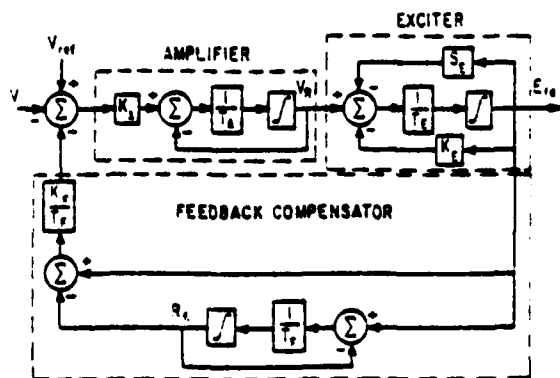 EXCITER
AMPLIFIER
V_ref
S_E
V
Σ
K_A
Σ
1/T_A
∫
V_R
Σ
1/T_E
∫
E_fd
K_E
K_F/T_F
FEEDBACK COMPENSATOR
Σ
R_f
∫
1/T_F
Σ